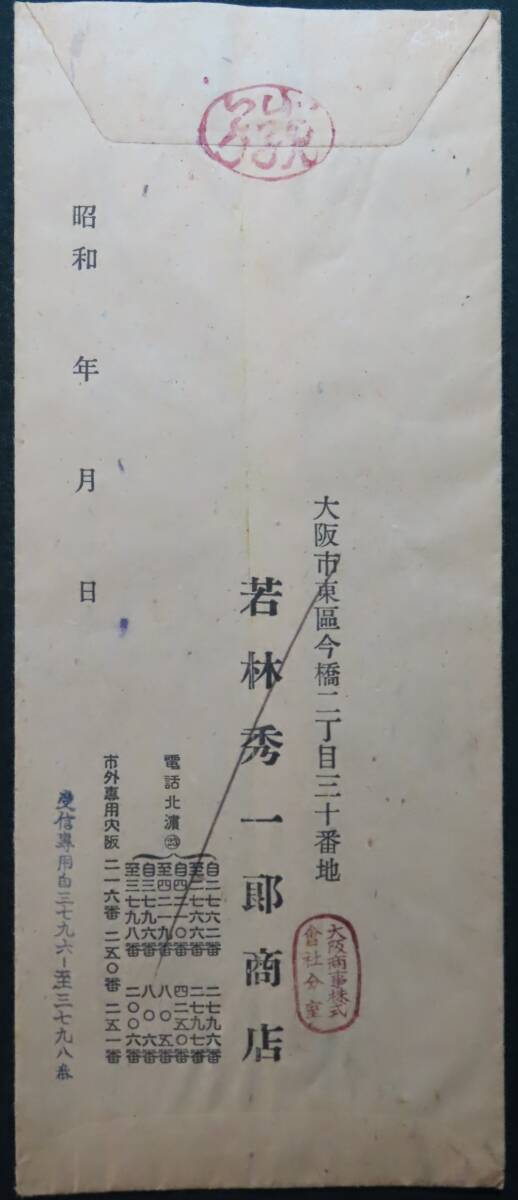 大阪市東區今橋二丁目三十番地
若林秀一郎商店
大阪商事株式
會社分室
電話北濱㉓
自二七六二番 二七九六番
至二七六六番 二七九七番
自四二一〇番 四二五〇番
至四二一九番 八〇五番
自三七九六番 八〇六番
至三七九八番 二〇〇六番
市外専用大阪 二一六番 二五〇番 二五一番
受信専用自三七九六-至三七九八番
昭和 年 月 日